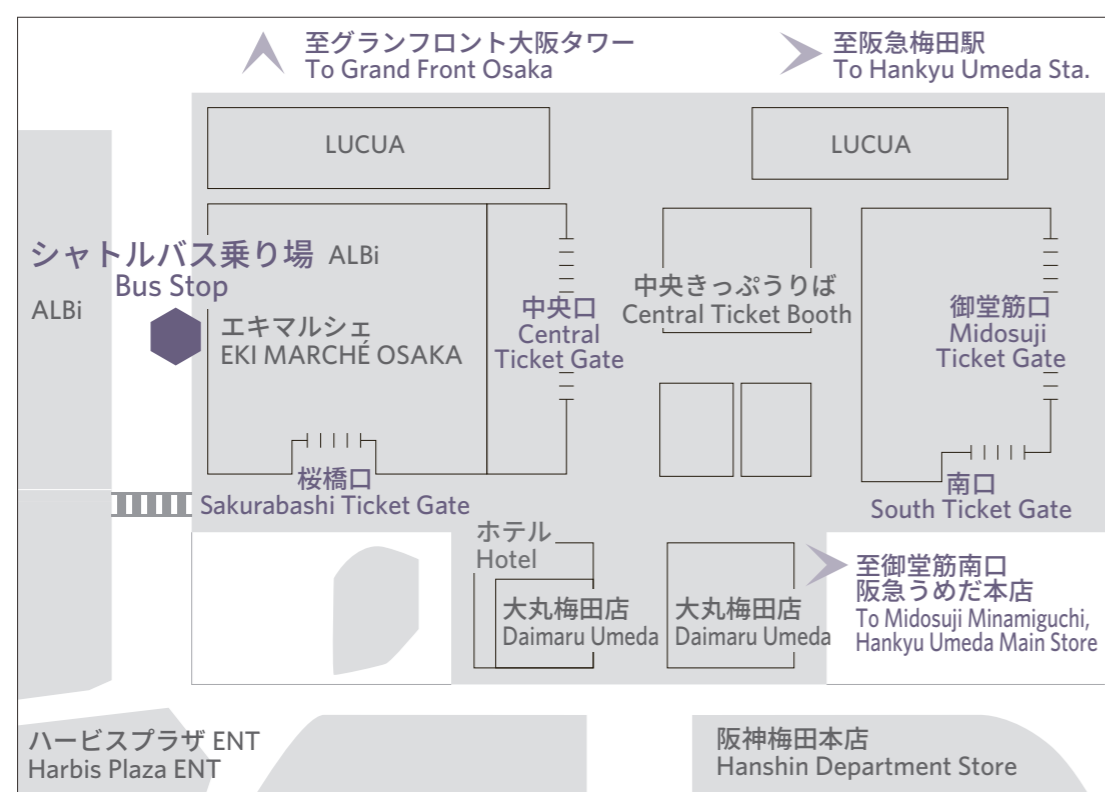 至グランフロント大阪タワー
To Grand Front Osaka
至阪急梅田駅
To Hankyu Umeda Sta.
LUCUA
LUCUA
シャトルバス乗り場
Bus Stop
ALBi
ALBi
エキマルシェ
EKI MARCHÉ OSAKA
中央口
Central
Ticket Gate
中央きっぷうりば
Central Ticket Booth
御堂筋口
Midosuji
Ticket Gate
桜橋口
Sakurabashi Ticket Gate
南口
South Ticket Gate
ホテル
Hotel
大丸梅田店
Daimaru Umeda
大丸梅田店
Daimaru Umeda
至御堂筋南口
阪急うめだ本店
To Midosuji Minamiguchi,
Hankyu Umeda Main Store
ハービスプラザ ENT
Harbis Plaza ENT
阪神梅田本店
Hanshin Department Store